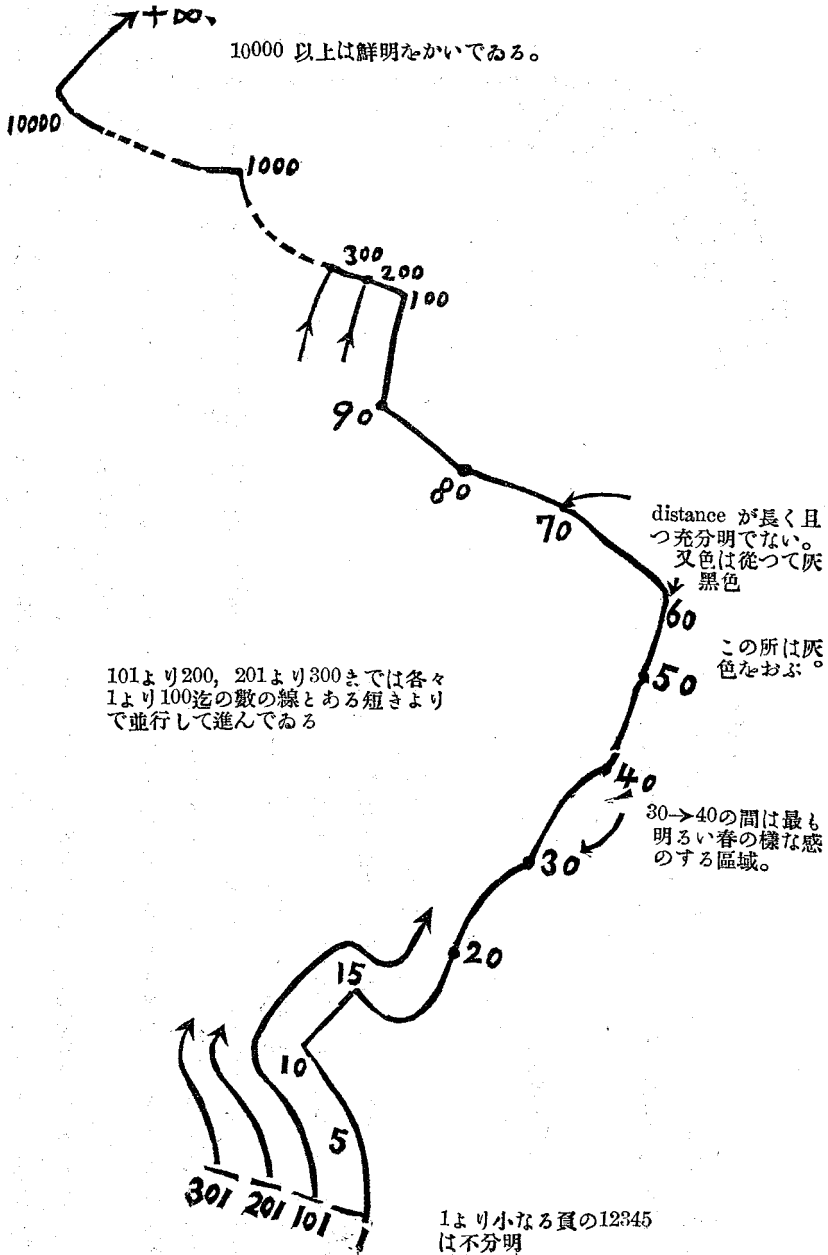 +∞、
10000 以上は鮮明をかいでゐる。
10000
1000
300
200
100
90
80
70
distance が長く且
つ充分明でない。
又色は從つて灰
黑色
60
この所は灰
色をおぶ。
50
101より200, 201より300までは各々
1より100迄の數の線とある短きより
で並行して進んでゐる
40
30→40の間は最も
明るい春の樣な感
のする區域。
30
20
15
10
5
301
201
101
1
1より小なる負の12345
は不分明